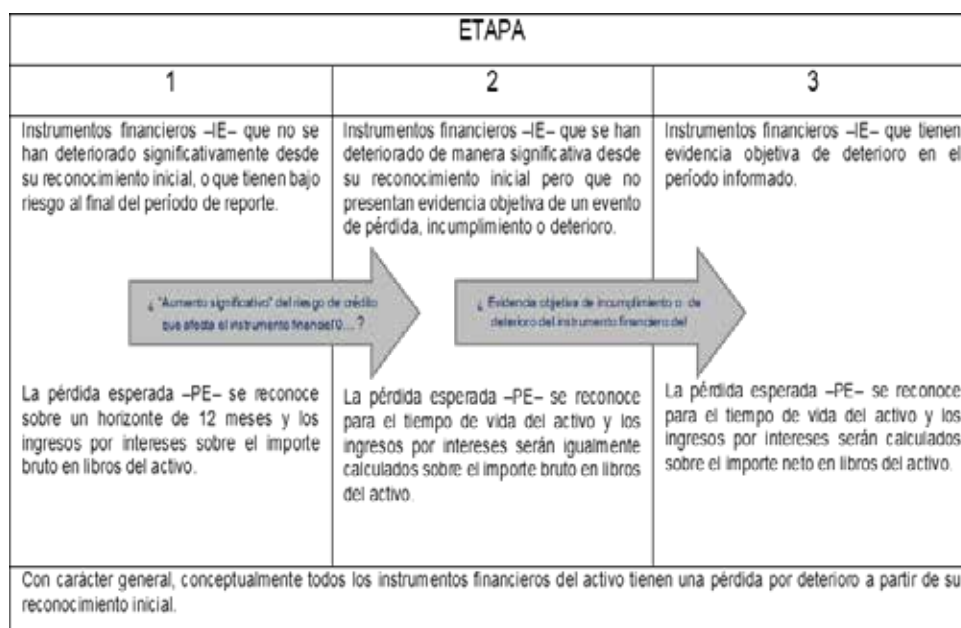 ETAPA
1
2
3
Instrumentos financieros –IE– que no se
han deteriorado significativamente desde
su reconocimiento inicial, o que tienen bajo
riesgo al final del período de reporte.
Instrumentos financieros –IE– que se han
deteriorado de manera significativa desde
su reconocimiento inicial pero que no
presentan evidencia objetiva de un evento
de pérdida, incumplimiento o deterioro.
Instrumentos financieros –IE– que tienen
evidencia objetiva de deterioro en el
período informado.
¿ "Aumento significativo" del riesgo de crédito
que afecta el instrumento financiero... ?
¿ Evidencia objetiva de incumplimiento o de
deterioro del instrumento financiero del
La pérdida esperada –PE– se reconoce
sobre un horizonte de 12 meses y los
ingresos por intereses sobre el importe
bruto en libros del activo.
La pérdida esperada –PE– se reconoce
para el tiempo de vida del activo y los
ingresos por intereses serán igualmente
calculados sobre el importe bruto en libros
del activo.
La pérdida esperada –PE– se reconoce
para el tiempo de vida del activo y los
ingresos por intereses serán calculados
sobre el importe neto en libros del activo.
Con carácter general, conceptualmente todos los instrumentos financieros del activo tienen una pérdida por deterioro a partir de su
reconocimiento inicial.